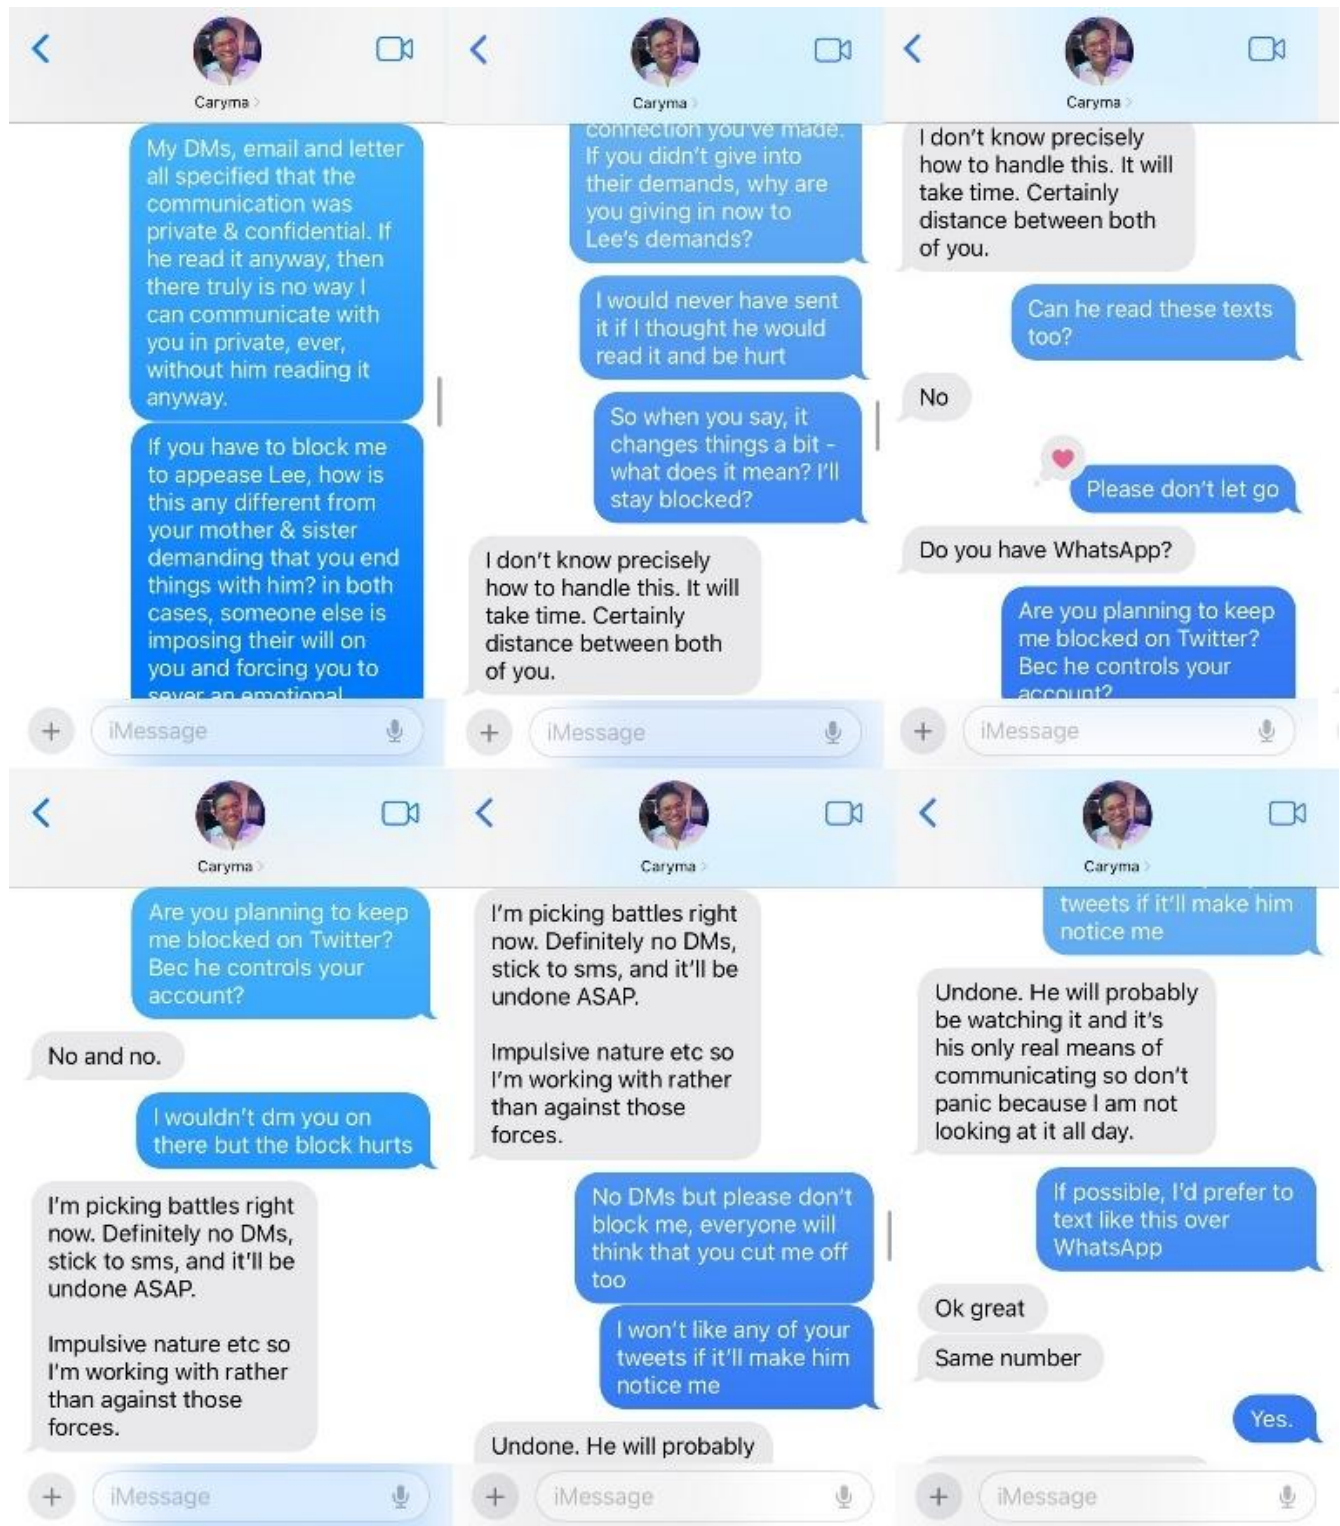 Caryma
My DMs, email and letter
all specified that the
communication was
private & confidential. If
he read it anyway, then
there truly is no way I
can communicate with
you in private, ever,
without him reading it
anyway.
If you have to block me
to appease Lee, how is
this any different from
your mother & sister
demanding that you end
things with him? in both
cases, someone else is
imposing their will on
you and forcing you to
sever an emotional
iMessage
Caryma
connection you've made.
If you didn't give into
their demands, why are
you giving in now to
Lee's demands?
I would never have sent
it if I thought he would
read it and be hurt
So when you say, it
changes things a bit -
what does it mean? I'll
stay blocked?
I don't know precisely
how to handle this. It will
take time. Certainly
distance between both
of you.
iMessage
Caryma
I don't know precisely
how to handle this. It will
take time. Certainly
distance between both
of you.
Can he read these texts
too?
No
Please don't let go
Do you have WhatsApp?
Are you planning to keep
me blocked on Twitter?
Bec he controls your
account?
iMessage
Caryma
Are you planning to keep
me blocked on Twitter?
Bec he controls your
account?
No and no.
I wouldn't dm you on
there but the block hurts
I'm picking battles right
now. Definitely no DMs,
stick to sms, and it'll be
undone ASAP.
Impulsive nature etc so
I'm working with rather
than against those
forces.
iMessage
Caryma
I'm picking battles right
now. Definitely no DMs,
stick to sms, and it'll be
undone ASAP.
Impulsive nature etc so
I'm working with rather
than against those
forces.
No DMs but please don't
block me, everyone will
think that you cut me off
too
I won't like any of your
tweets if it'll make him
notice me
Undone. He will probably
iMessage
Caryma
tweets if it'll make him
notice me
Undone. He will probably
be watching it and it's
his only real means of
communicating so don't
panic because I am not
looking at it all day.
If possible, I'd prefer to
text like this over
WhatsApp
Ok great
Same number
Yes.
iMessage